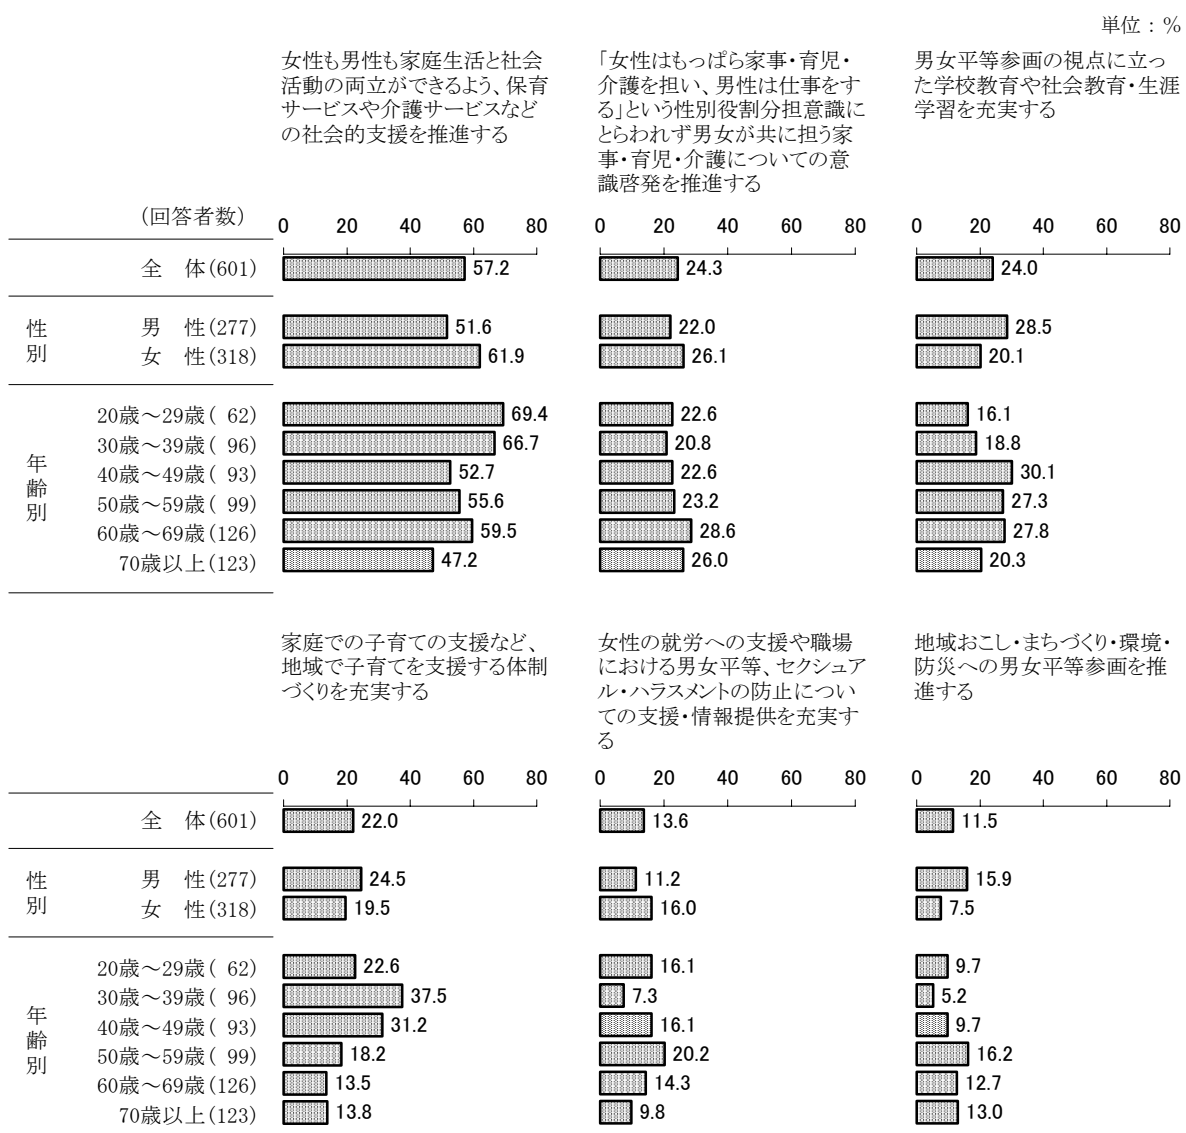 単位：%
女性も男性も家庭生活と社会
活動の両立ができるよう、保育
サービスや介護サービスなど
の社会的支援を推進する
「女性はもっぱら家事・育児・
介護を担い、男性は仕事をす
る」という性別役割分担意識に
とらわれず男女が共に担う家
事・育児・介護についての意
識啓発を推進する
男女平等参画の視点に立っ
た学校教育や社会教育・生涯
学習を充実する
(回答者数) 0 20 40 60 80 0 20 40 60 80 0 20 40 60 80
全 体(601) 57.2 24.3 24.0
性別
男 性(277) 51.6 22.0 28.5
女 性(318) 61.9 26.1 20.1
年齢別
20歳～29歳( 62) 69.4 22.6 16.1
30歳～39歳( 96) 66.7 20.8 18.8
40歳～49歳( 93) 52.7 22.6 30.1
50歳～59歳( 99) 55.6 23.2 27.3
60歳～69歳(126) 59.5 28.6 27.8
70歳以上(123) 47.2 26.0 20.3
家庭での子育ての支援など、
地域で子育てを支援する体制
づくりを充実する
女性の就労への支援や職場
における男女平等、セクシュア
ル・ハラスメントの防止につい
ての支援・情報提供を充実す
る
地域おこし・まちづくり・環境・
防災への男女平等参画を推
進する
0 20 40 60 80 0 20 40 60 80 0 20 40 60 80
全 体(601) 22.0 13.6 11.5
性別
男 性(277) 24.5 11.2 15.9
女 性(318) 19.5 16.0 7.5
年齢別
20歳～29歳( 62) 22.6 16.1 9.7
30歳～39歳( 96) 37.5 7.3 5.2
40歳～49歳( 93) 31.2 16.1 9.7
50歳～59歳( 99) 18.2 20.2 16.2
60歳～69歳(126) 13.5 14.3 12.7
70歳以上(123) 13.8 9.8 13.0